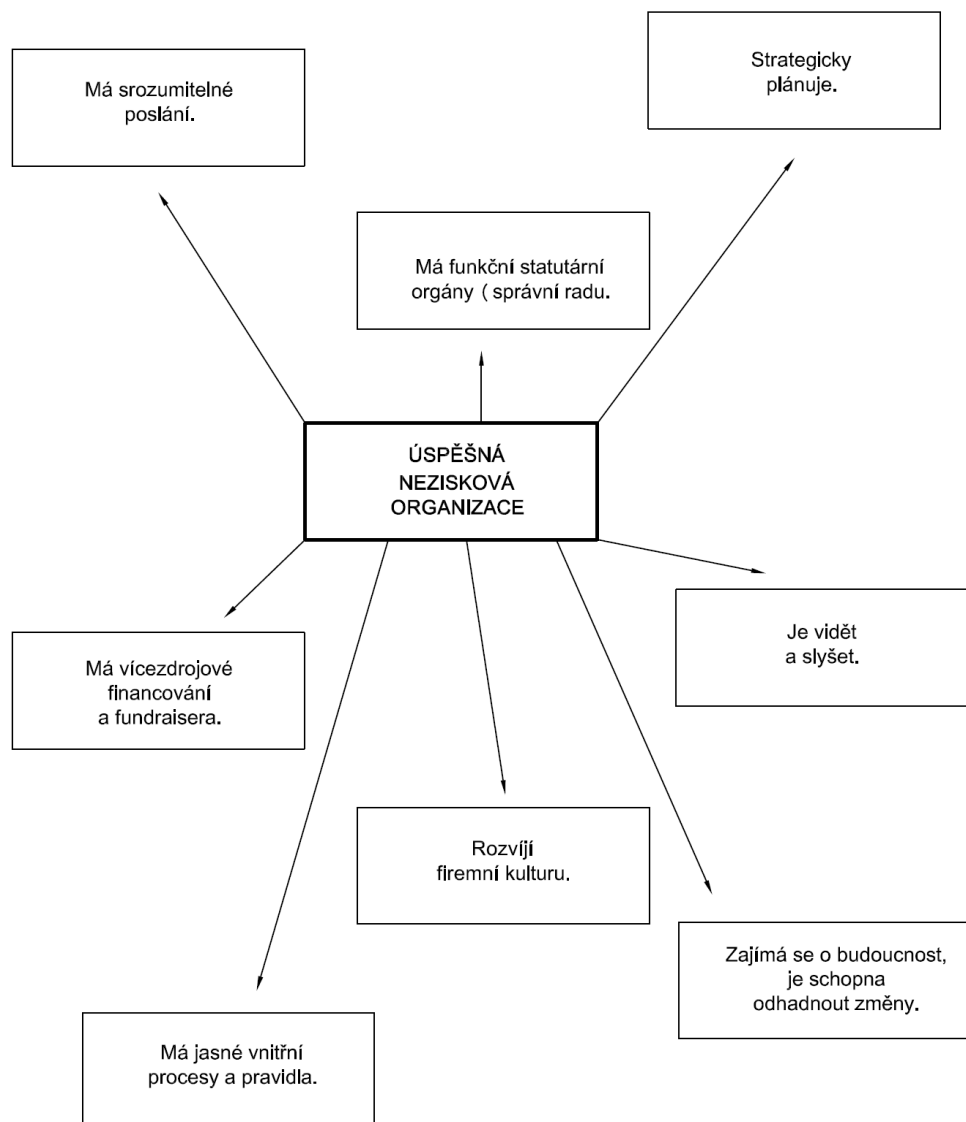 Má srozumitelné
poslání.
Strategicky
plánuje.
Má funkční statutární
orgány ( správní radu.
ÚSPĚŠNÁ
NEZISKOVÁ
ORGANIZACE
Je vidět
a slyšet.
Má vícezdrojové
financování
a fundraisera.
Rozvíjí
firemní kulturu.
Zajímá se o budoucnost,
je schopna
odhadnout změny.
Má jasné vnitřní
procesy a pravidla.